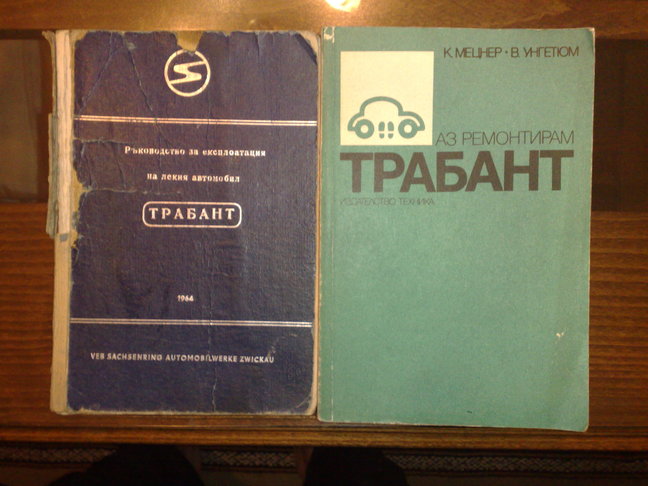 Ръководство за експлоатация
на лекия автомобил
ТРАБАНТ
1964
VEB SACHSENRING AUTOMOBILWERKE ZWICKAU
К. МЕЦНЕР • В. УНГЕТЮМ
АЗ РЕМОНТИРАМ
ТРАБАНТ
ИЗДАТЕЛСТВО ТЕХНИКА